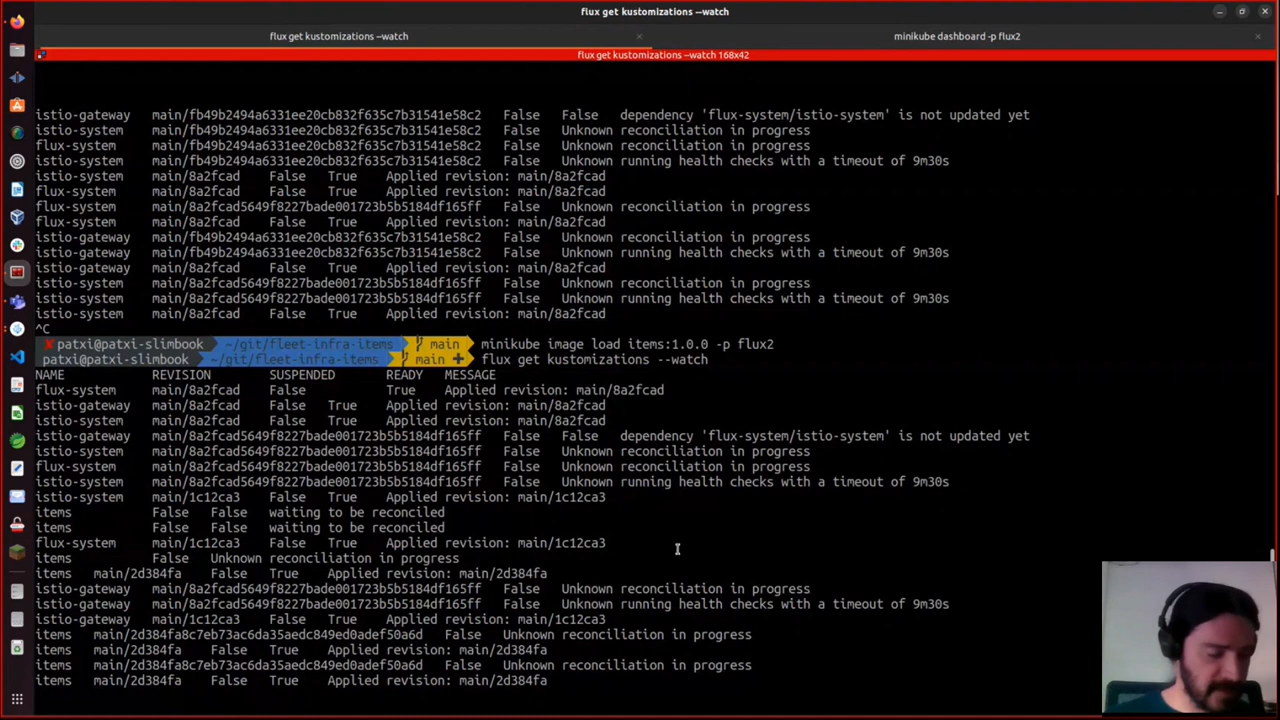 flux get kustomizations --watch
flux get kustomizations --watch
minikube dashboard -p flux2
flux get kustomizations --watch 168x42
istio-gateway   main/fb49b2494a6331ee20cb832f635c7b31541e58c2   False   False   dependency 'flux-system/istio-system' is not updated yet
istio-system    main/fb49b2494a6331ee20cb832f635c7b31541e58c2   False   Unknown reconciliation in progress
flux-system     main/fb49b2494a6331ee20cb832f635c7b31541e58c2   False   Unknown reconciliation in progress
istio-system    main/fb49b2494a6331ee20cb832f635c7b31541e58c2   False   Unknown running health checks with a timeout of 9m30s
istio-system    main/8a2fcad    False   True    Applied revision: main/8a2fcad
flux-system     main/8a2fcad    False   True    Applied revision: main/8a2fcad
flux-system     main/8a2fcad5649f8227bade001723b5b5184df165ff   False   Unknown reconciliation in progress
flux-system     main/8a2fcad    False   True    Applied revision: main/8a2fcad
istio-gateway   main/fb49b2494a6331ee20cb832f635c7b31541e58c2   False   Unknown reconciliation in progress
istio-gateway   main/fb49b2494a6331ee20cb832f635c7b31541e58c2   False   Unknown running health checks with a timeout of 9m30s
istio-gateway   main/8a2fcad    False   True    Applied revision: main/8a2fcad
istio-gateway   main/8a2fcad5649f8227bade001723b5b5184df165ff   False   Unknown reconciliation in progress
istio-gateway   main/8a2fcad5649f8227bade001723b5b5184df165ff   False   Unknown running health checks with a timeout of 9m30s
istio-gateway   main/8a2fcad    False   True    Applied revision: main/8a2fcad
^C
✘ patxi@patxi-slimbook  ~/git/fleet-infra-items  main  minikube image load items:1.0.0 -p flux2
patxi@patxi-slimbook  ~/git/fleet-infra-items  main ✚  flux get kustomizations --watch
NAME            REVISION        SUSPENDED       READY   MESSAGE
flux-system     main/8a2fcad    False           True    Applied revision: main/8a2fcad
istio-gateway   main/8a2fcad    False   True    Applied revision: main/8a2fcad
istio-system    main/8a2fcad    False   True    Applied revision: main/8a2fcad
istio-gateway   main/8a2fcad5649f8227bade001723b5b5184df165ff   False   False   dependency 'flux-system/istio-system' is not updated yet
istio-system    main/8a2fcad5649f8227bade001723b5b5184df165ff   False   Unknown reconciliation in progress
flux-system     main/8a2fcad5649f8227bade001723b5b5184df165ff   False   Unknown reconciliation in progress
istio-system    main/8a2fcad5649f8227bade001723b5b5184df165ff   False   Unknown running health checks with a timeout of 9m30s
istio-system    main/1c12ca3    False   True    Applied revision: main/1c12ca3
items           False   False   waiting to be reconciled
items           False   False   waiting to be reconciled
flux-system     main/1c12ca3    False   True    Applied revision: main/1c12ca3
items           False   Unknown reconciliation in progress
items   main/2d384fa    False   True    Applied revision: main/2d384fa
istio-gateway   main/8a2fcad5649f8227bade001723b5b5184df165ff   False   Unknown reconciliation in progress
istio-gateway   main/8a2fcad5649f8227bade001723b5b5184df165ff   False   Unknown running health checks with a timeout of 9m30s
istio-gateway   main/1c12ca3    False   True    Applied revision: main/1c12ca3
items   main/2d384fa8c7eb73ac6da35aedc849ed0adef50a6d   False   Unknown reconciliation in progress
items   main/2d384fa    False   True    Applied revision: main/2d384fa
items   main/2d384fa8c7eb73ac6da35aedc849ed0adef50a6d   False   Unknown reconciliation in progress
items   main/2d384fa    False   True    Applied revision: main/2d384fa